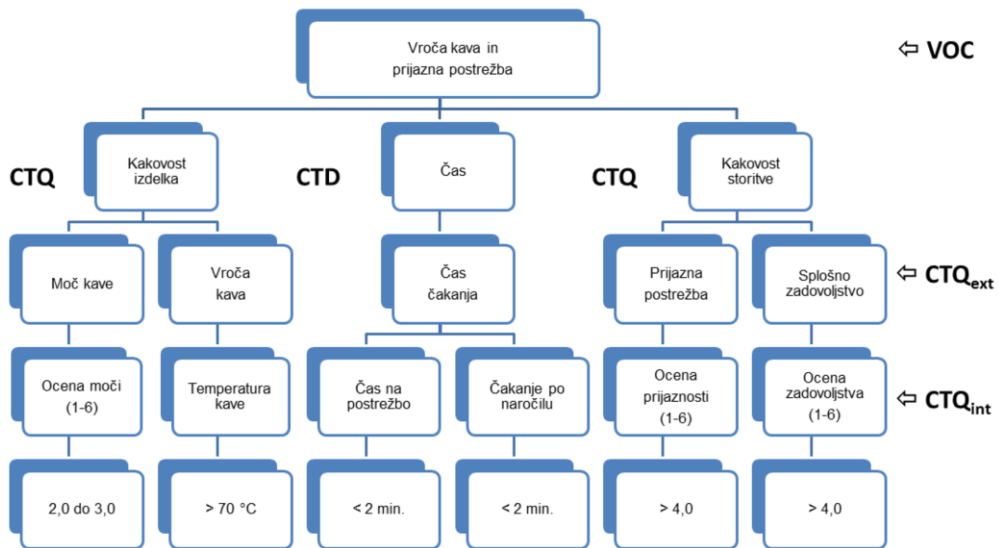 Vroča kava in
prijazna postrežba
⇦ VOC
CTQ
Kakovost
izdelka
CTD
Čas
CTQ
Kakovost
storitve
Moč kave
Vroča
kava
Čas
čakanja
Prijazna
postrežba
Splošno
zadovoljstvo
⇦ CTQext
Ocena moči
(1-6)
Temperatura
kave
Čas na
postrežbo
Čakanje po
naročilu
Ocena
prijaznosti
(1-6)
Ocena
zadovoljstva
(1-6)
⇦ CTQint
2,0 do 3,0
> 70 °C
< 2 min.
< 2 min.
> 4,0
> 4,0